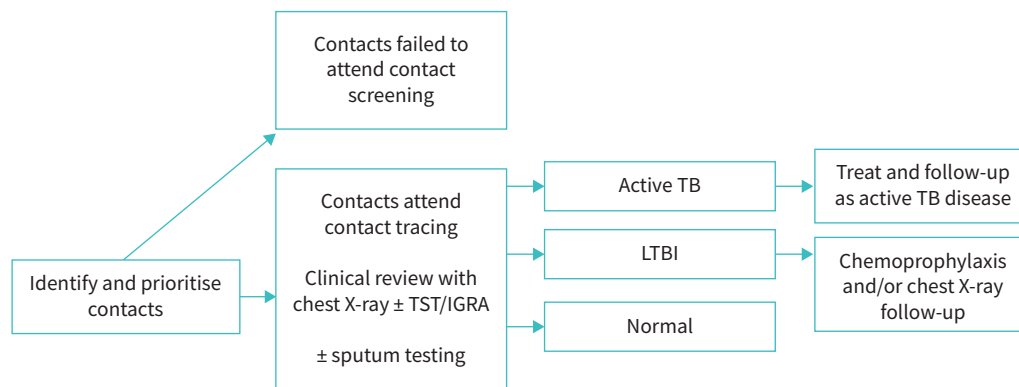 Contacts failed to
attend contact
screening
Identify and prioritise
contacts
Contacts attend
contact tracing
Clinical review with
chest X-ray ± TST/IGRA
± sputum testing
Active TB
LTBI
Normal
Treat and follow-up
as active TB disease
Chemoprophylaxis
and/or chest X-ray
follow-up